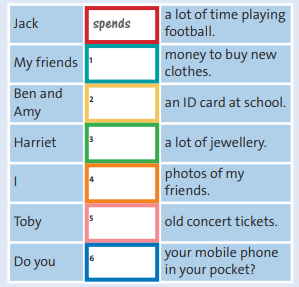 Jack spends a lot of time playing
football.
My friends 1 money to buy new
clothes.
Ben and
Amy 2 an ID card at school.
Harriet 3 a lot of jewellery.
I 4 photos of my
friends.
Toby 5 old concert tickets.
Do you 6 your mobile phone
in your pocket?